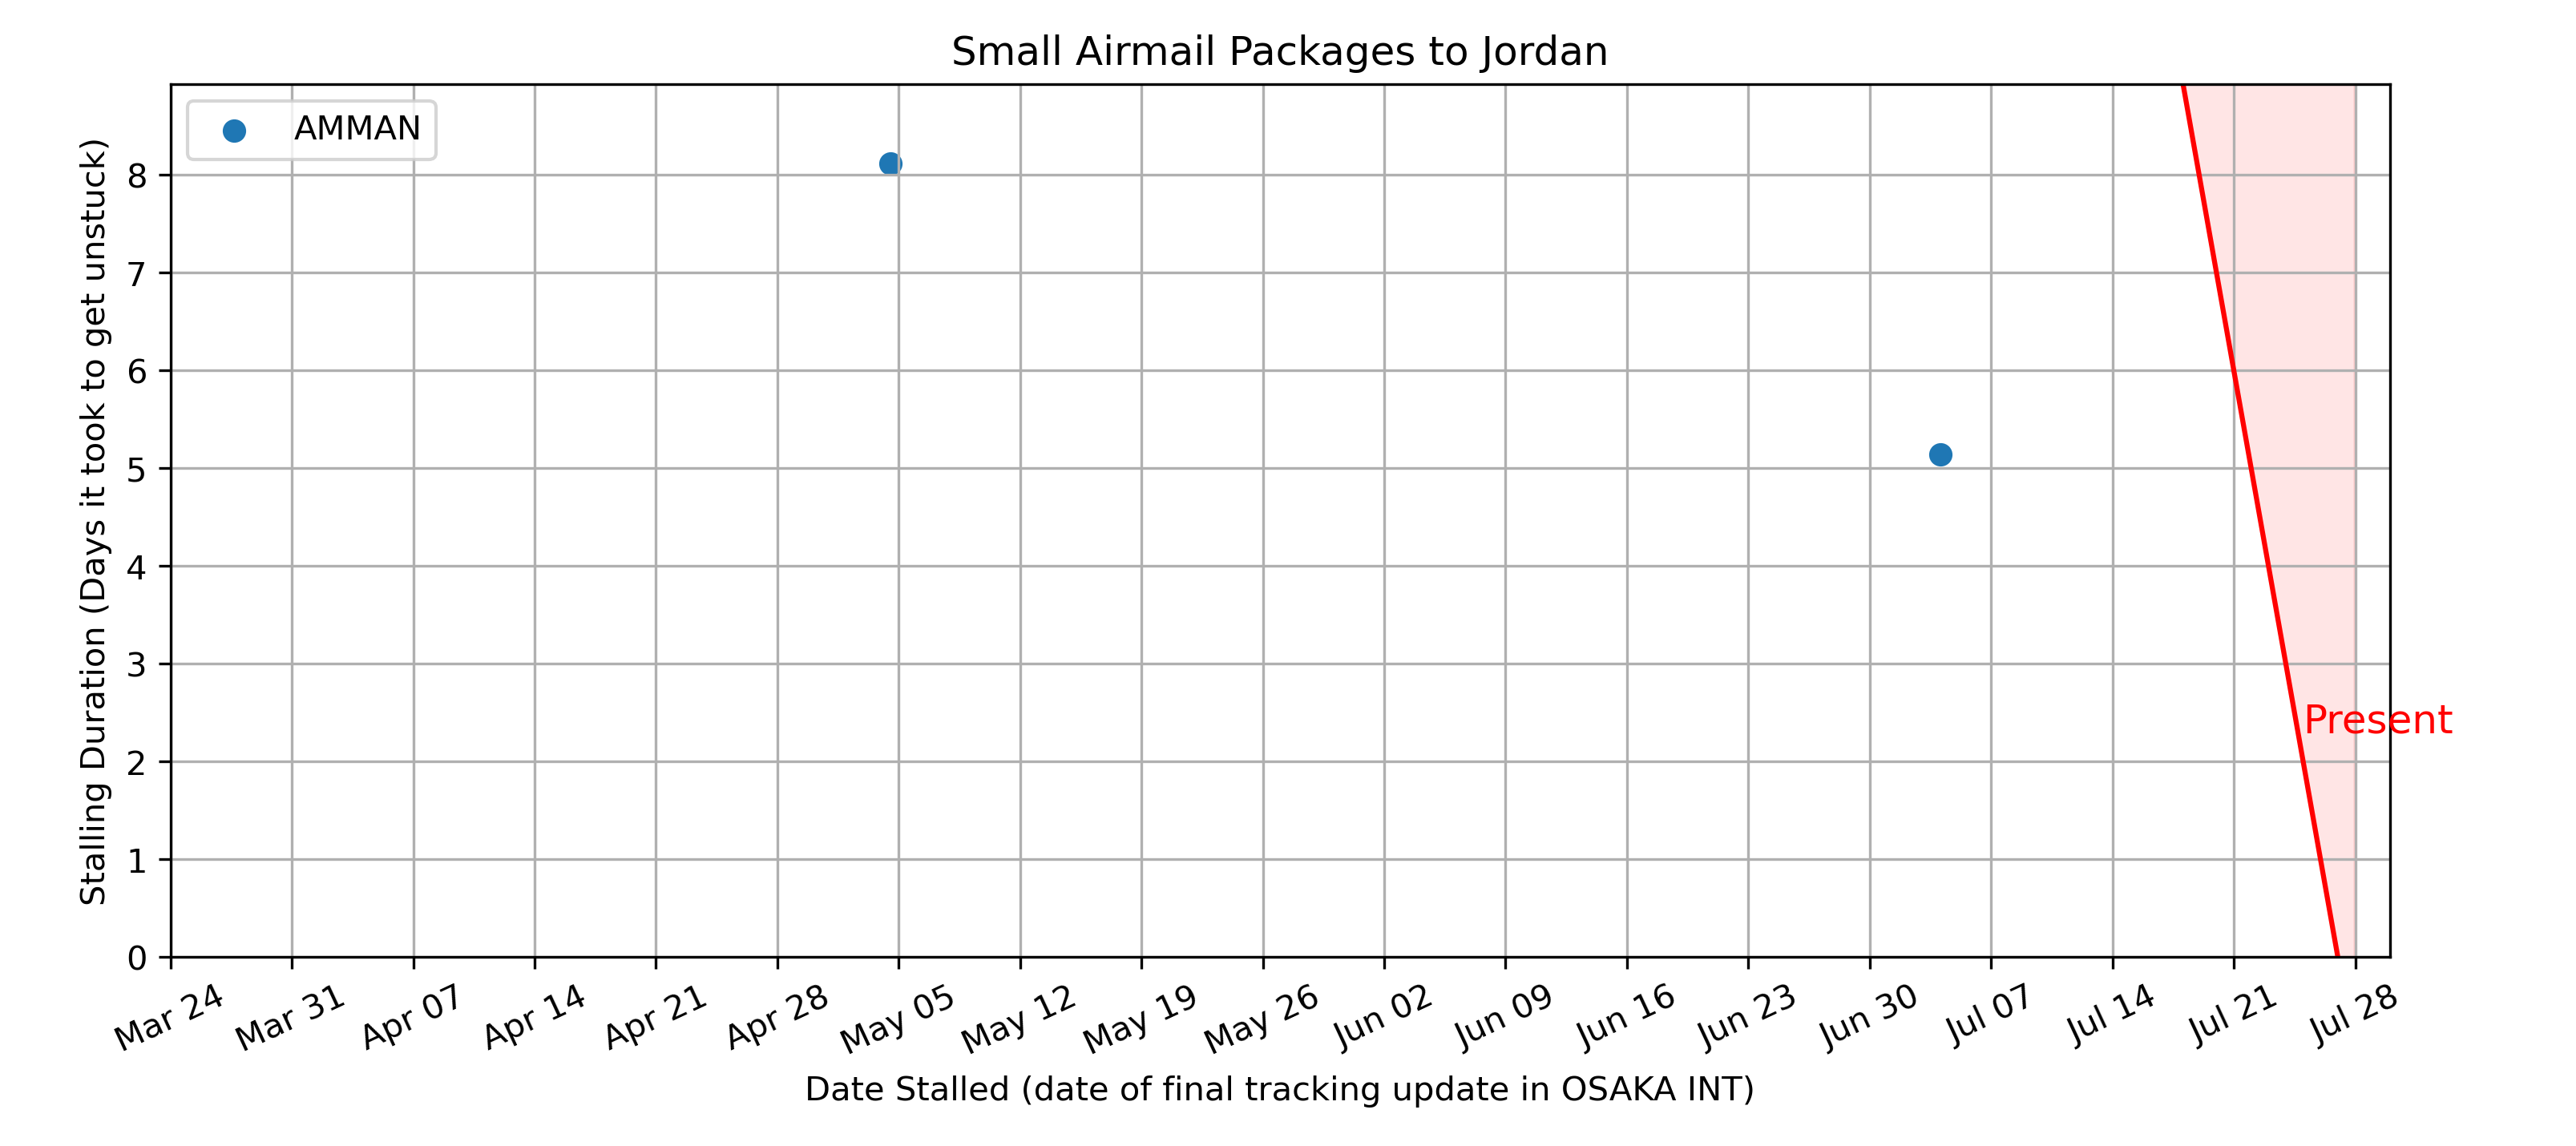 Small Airmail Packages to Jordan
AMMAN
Stalling Duration (Days it took to get unstuck)
8
7
6
5
4
3
2
1
0
Present
Mar 24
Mar 31
Apr 07
Apr 14
Apr 21
Apr 28
May 05
May 12
May 19
May 26
Jun 02
Jun 09
Jun 16
Jun 23
Jun 30
Jul 07
Jul 14
Jul 21
Jul 28
Date Stalled (date of final tracking update in OSAKA INT)